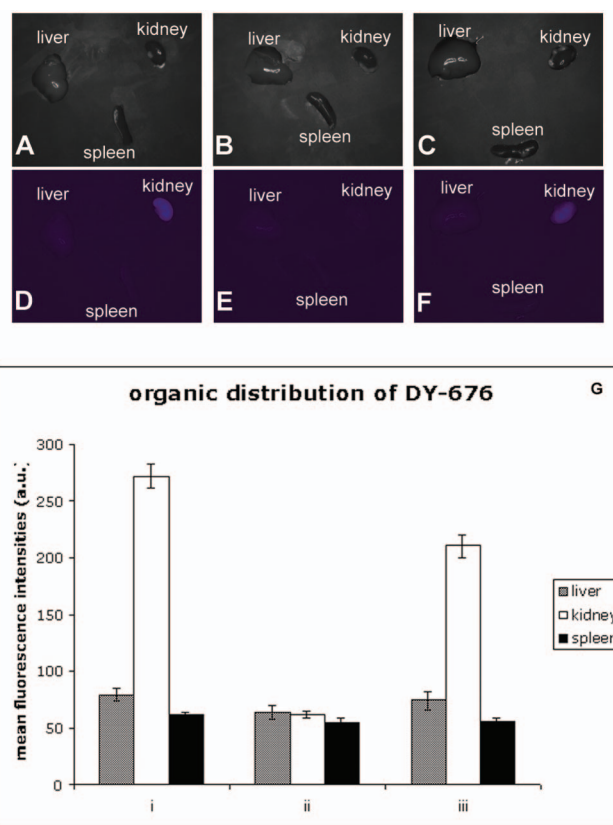 liver kidney
A spleen
liver kidney
B spleen
liver kidney
C spleen
liver kidney
D spleen
liver kidney
E spleen
liver kidney
F spleen
organic distribution of DY-676 G
mean fluorescence intensities (a.u.)
300
250
200
150
100
50
0
i ii iii
liver
kidney
spleen